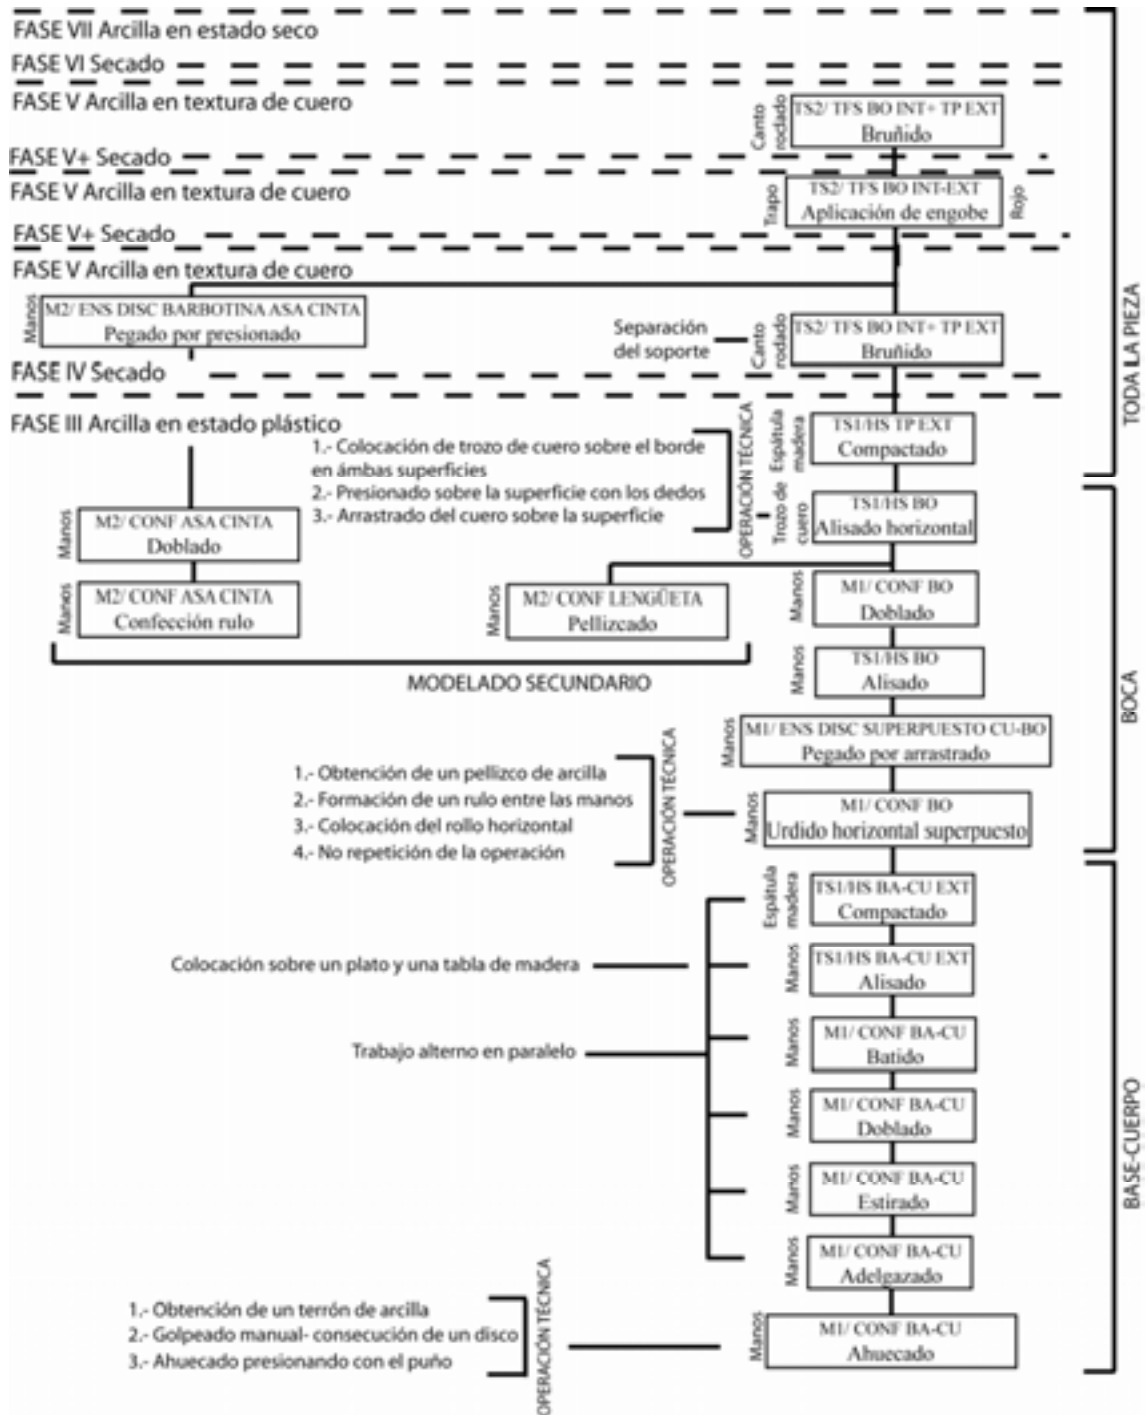 FASE VII Arcilla en estado seco
FASE VI Secado
FASE V Arcilla en textura de cuero
Canto
rodado
TS2/ TFS BO INT+ TP EXT
Bruñido
FASE V+ Secado
FASE V Arcilla en textura de cuero
Trapo
TS2/ TFS BO INT-EXT
Aplicación de engobe
Rojo
FASE V+ Secado
FASE V Arcilla en textura de cuero
Manos
M2/ ENS DISC BARBOTINA ASA CINTA
Pegado por presionado
Separación
del soporte
Canto
rodado
TS2/ TFS BO INT+ TP EXT
Bruñido
TODA LA PIEZA
FASE IV Secado
FASE III Arcilla en estado plástico
1.- Colocación de trozo de cuero sobre el borde
en ámbas superficies
2.- Presionado sobre la superficie con los dedos
3.- Arrastrado del cuero sobre la superficie
OPERACIÓN TÉCNICA
Espátula
madera
TS1/HS TP EXT
Compactado
Trozo de
cuero
TS1/HS BO
Alisado horizontal
Manos
M2/ CONF ASA CINTA
Doblado
Manos
M2/ CONF ASA CINTA
Confección rulo
Manos
M2/ CONF LENGÜETA
Pellizcado
Manos
M1/ CONF BO
Doblado
MODELADO SECUNDARIO
Manos
TS1/HS BO
Alisado
BOCA
Manos
M1/ ENS DISC SUPERPUESTO CU-BO
Pegado por arrastrado
1.- Obtención de un pellizco de arcilla
2.- Formación de un rulo entre las manos
3.- Colocación del rollo horizontal
4.- No repetición de la operación
OPERACIÓN TÉCNICA
Manos
M1/ CONF BO
Urdido horizontal superpuesto
Espátula
madera
TS1/HS BA-CU EXT
Compactado
Colocación sobre un plato y una tabla de madera
Manos
TS1/HS BA-CU EXT
Alisado
Trabajo alterno en paralelo
Manos
M1/ CONF BA-CU
Batido
Manos
M1/ CONF BA-CU
Doblado
BASE-CUERPO
Manos
M1/ CONF BA-CU
Estirado
Manos
M1/ CONF BA-CU
Adelgazado
1.- Obtención de un terrón de arcilla
2.- Golpeado manual- consecución de un disco
3.- Ahuecado presionando con el puño
OPERACIÓN TÉCNICA
Manos
M1/ CONF BA-CU
Ahuecado